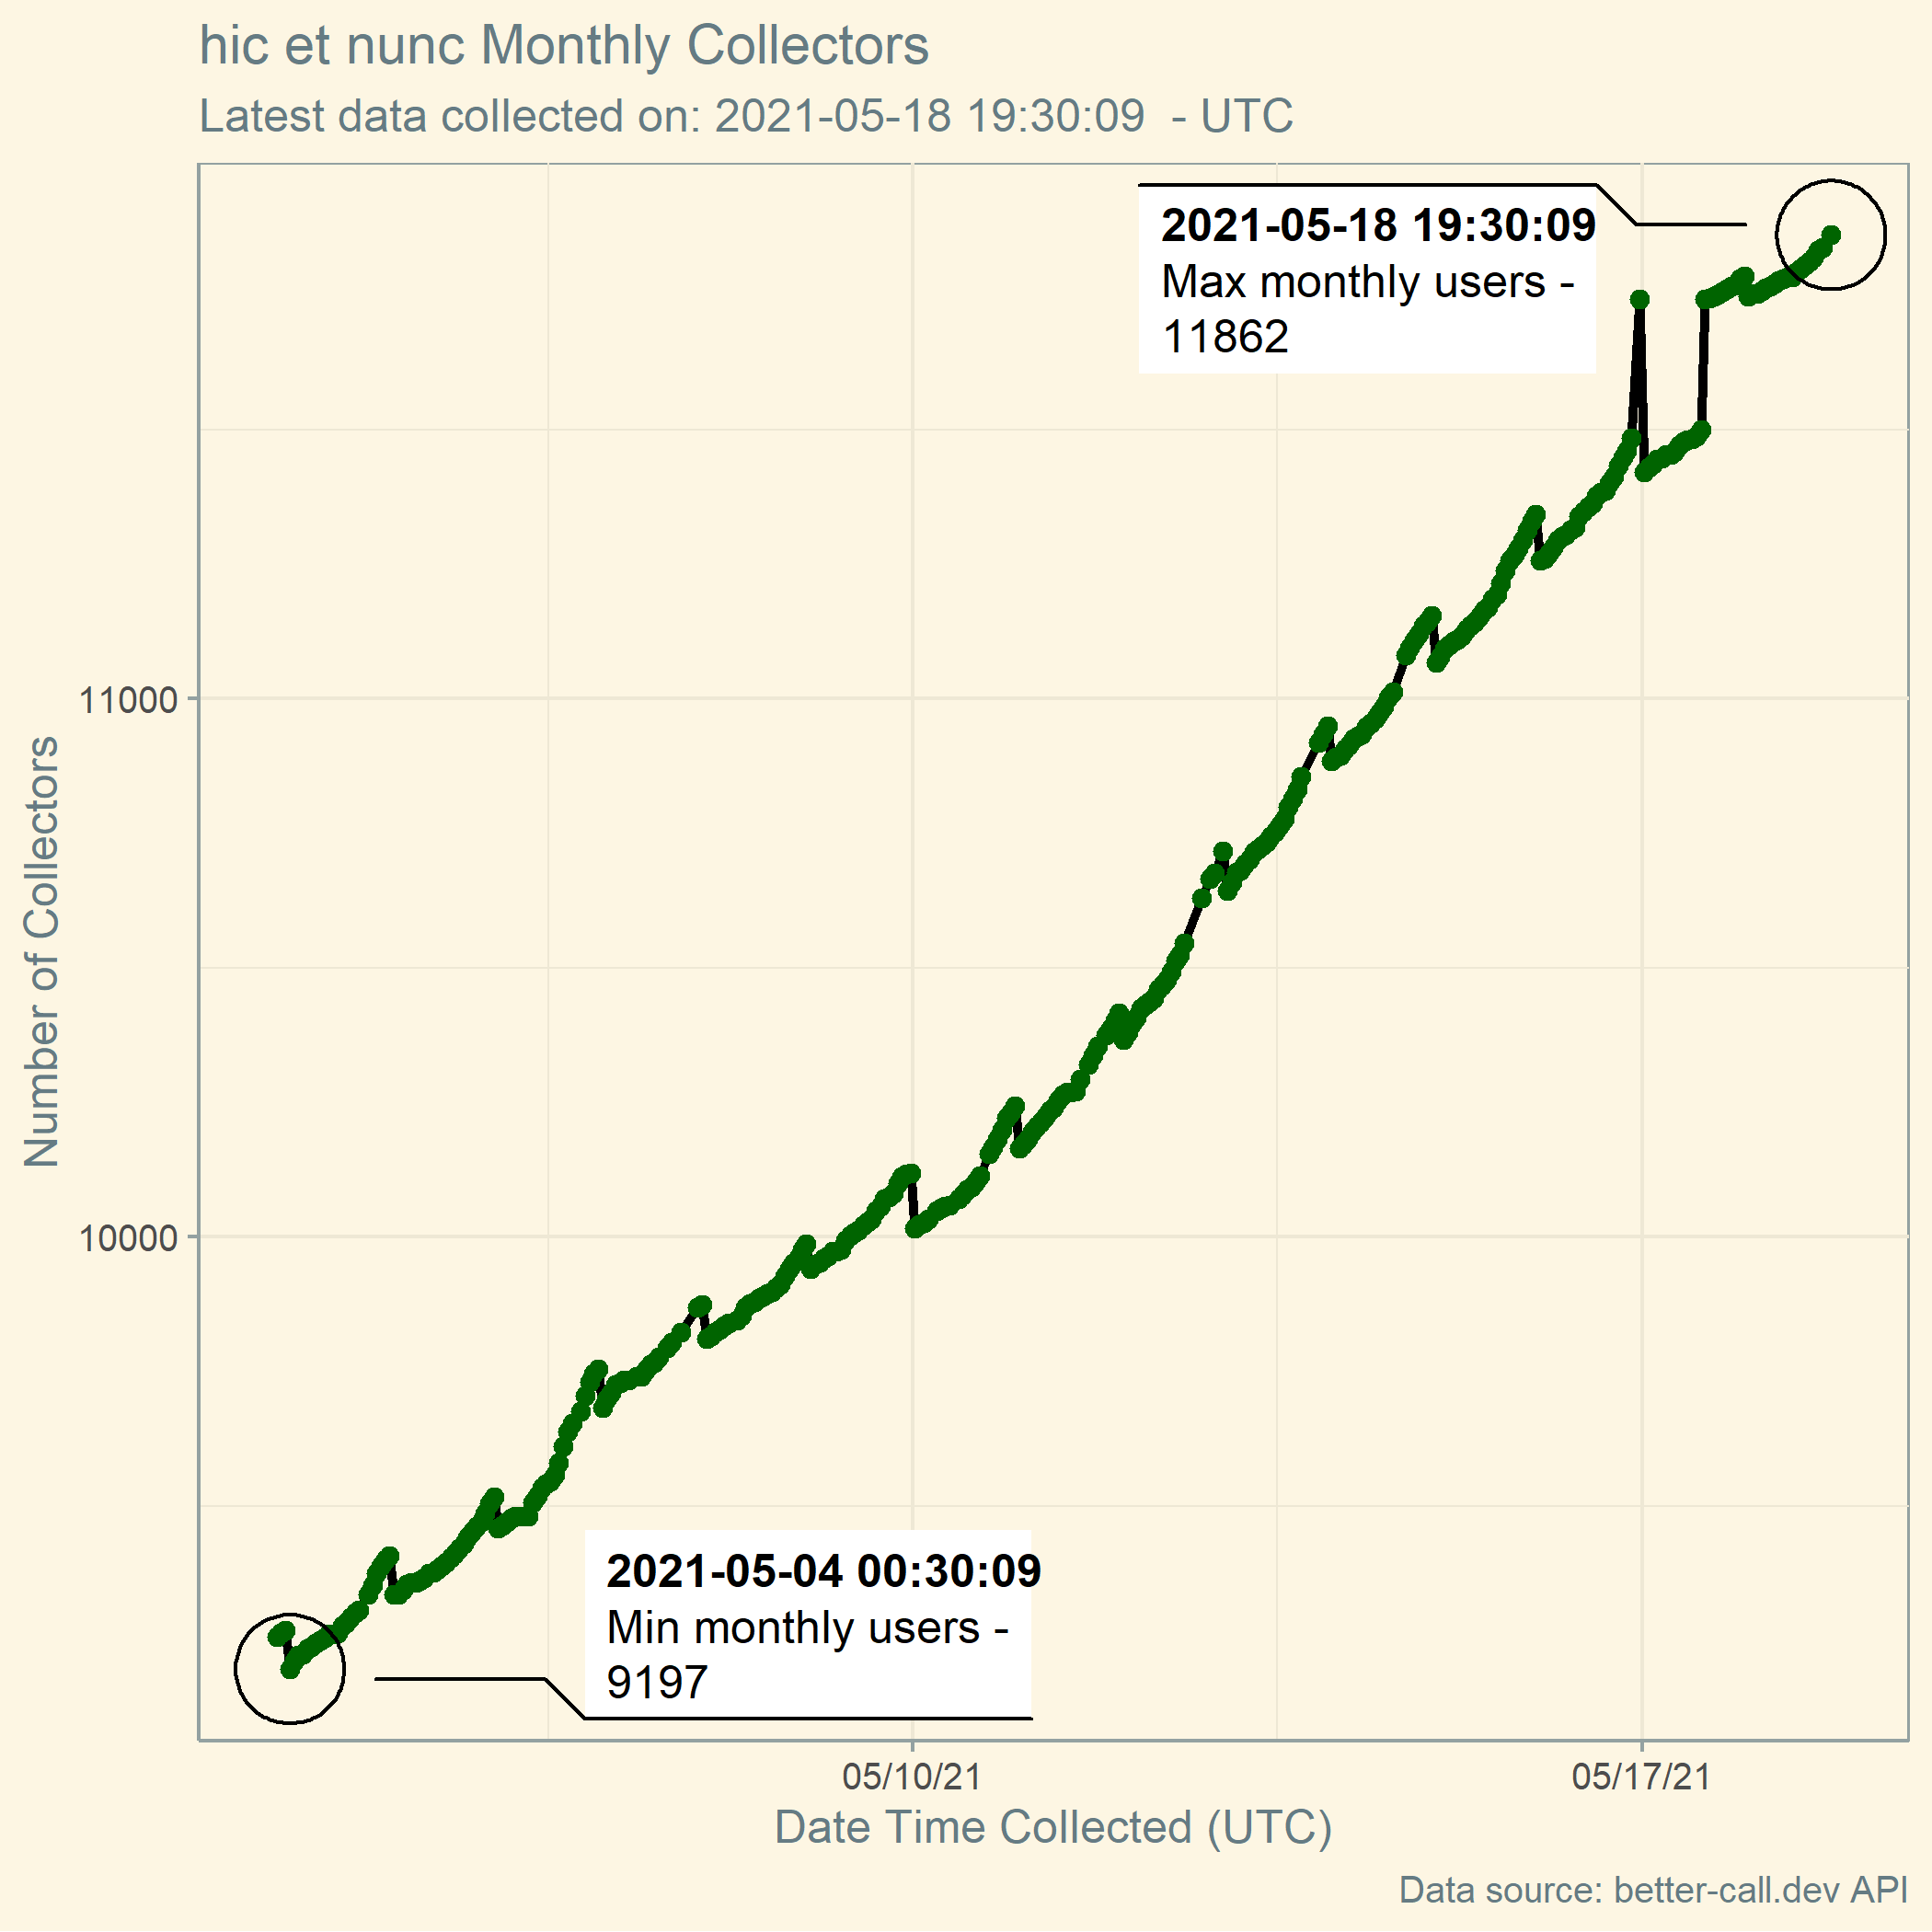 hic et nunc Monthly Collectors
Latest data collected on: 2021-05-18 19:30:09  - UTC
2021-05-18 19:30:09
Max monthly users -
11862
11000
10000
Number of Collectors
2021-05-04 00:30:09
Min monthly users -
9197
05/10/21
05/17/21
Date Time Collected (UTC)
Data source: better-call.dev API